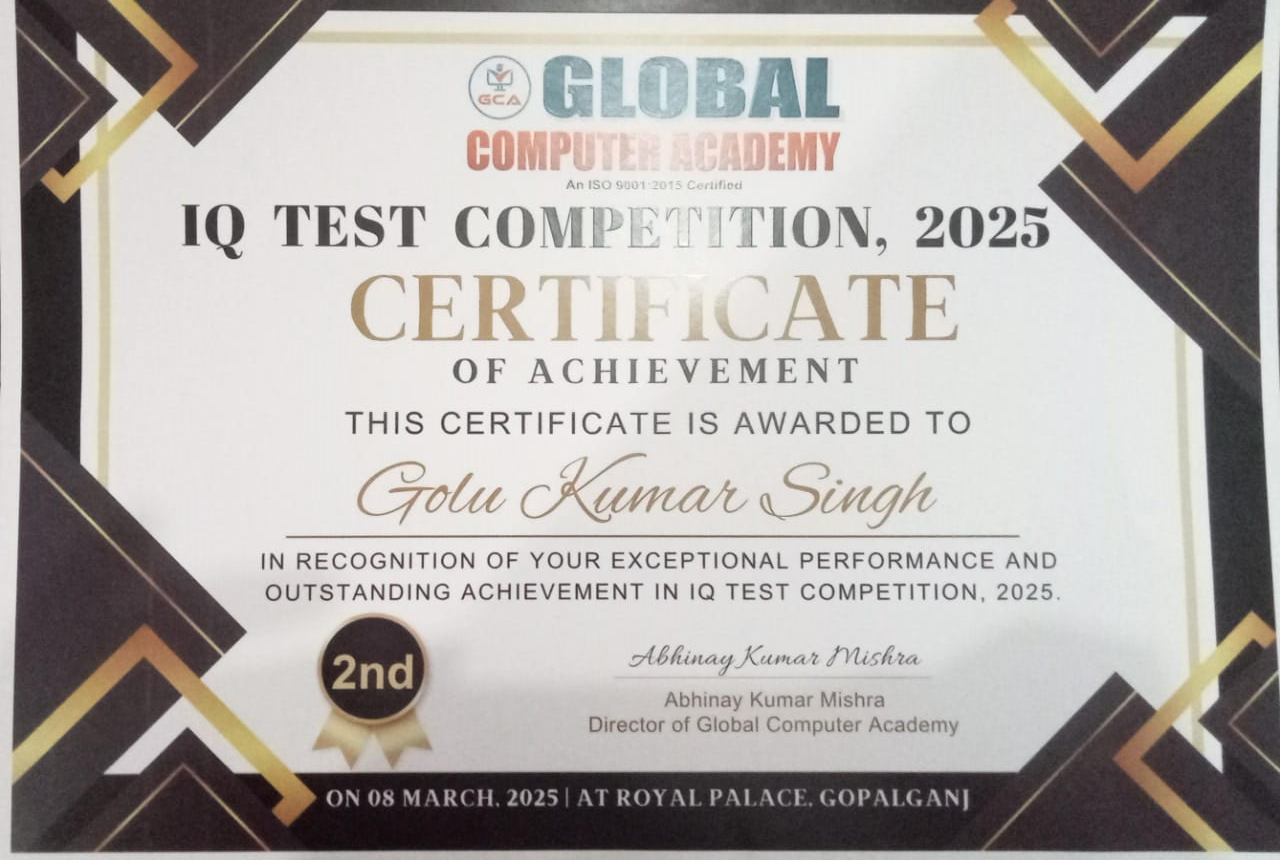 GCA GLOBAL
COMPUTER ACADEMY
An ISO 9001:2015 Certified
IQ TEST COMPETITION, 2025
CERTIFICATE
OF ACHIEVEMENT
THIS CERTIFICATE IS AWARDED TO
Golu Kumar Singh
IN RECOGNITION OF YOUR EXCEPTIONAL PERFORMANCE AND
OUTSTANDING ACHIEVEMENT IN IQ TEST COMPETITION, 2025.
2nd
Abhinay Kumar Mishra
Abhinay Kumar Mishra
Director of Global Computer Academy
ON 08 MARCH, 2025 | AT ROYAL PALACE, GOPALGANJ